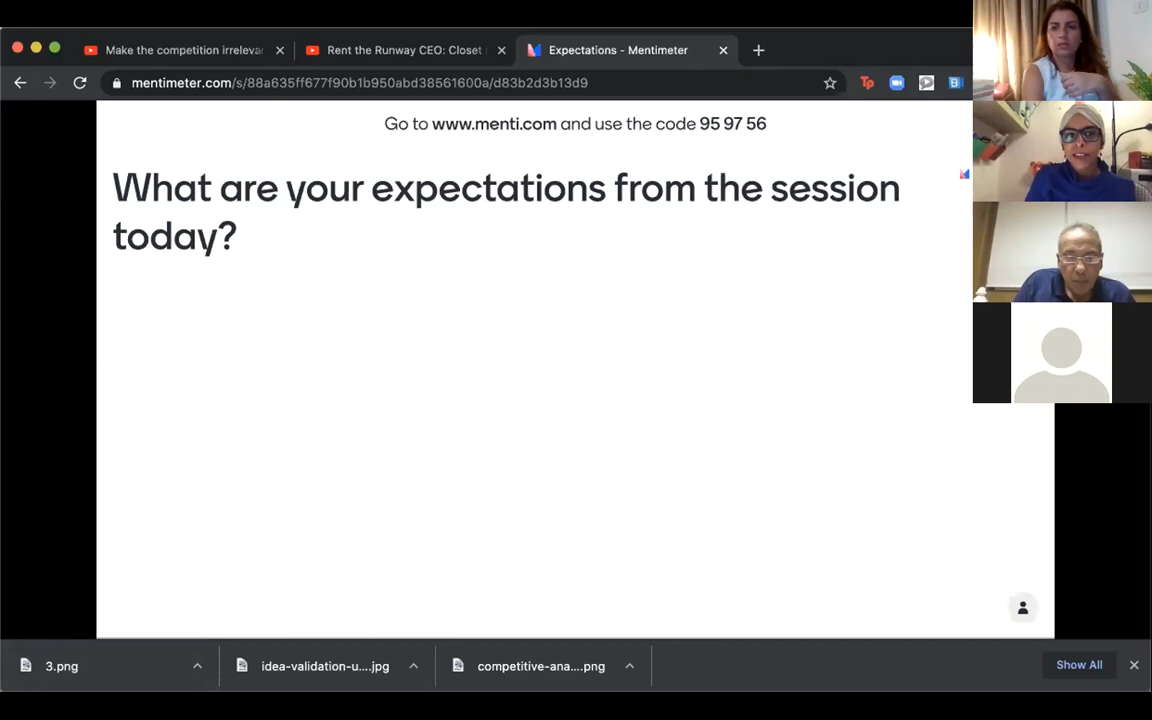 Make the competition irreleva
Rent the Runway CEO: Closet
Expectations - Mentimeter
mentimeter.com/s/88a635ff677f90b1b950abd38561600a/d83b2d3b13d9
Tp
B
Go to www.menti.com and use the code 95 97 56
What are your expectations from the session
today?
3.png
idea-validation-u....jpg
competitive-ana....png
Show All